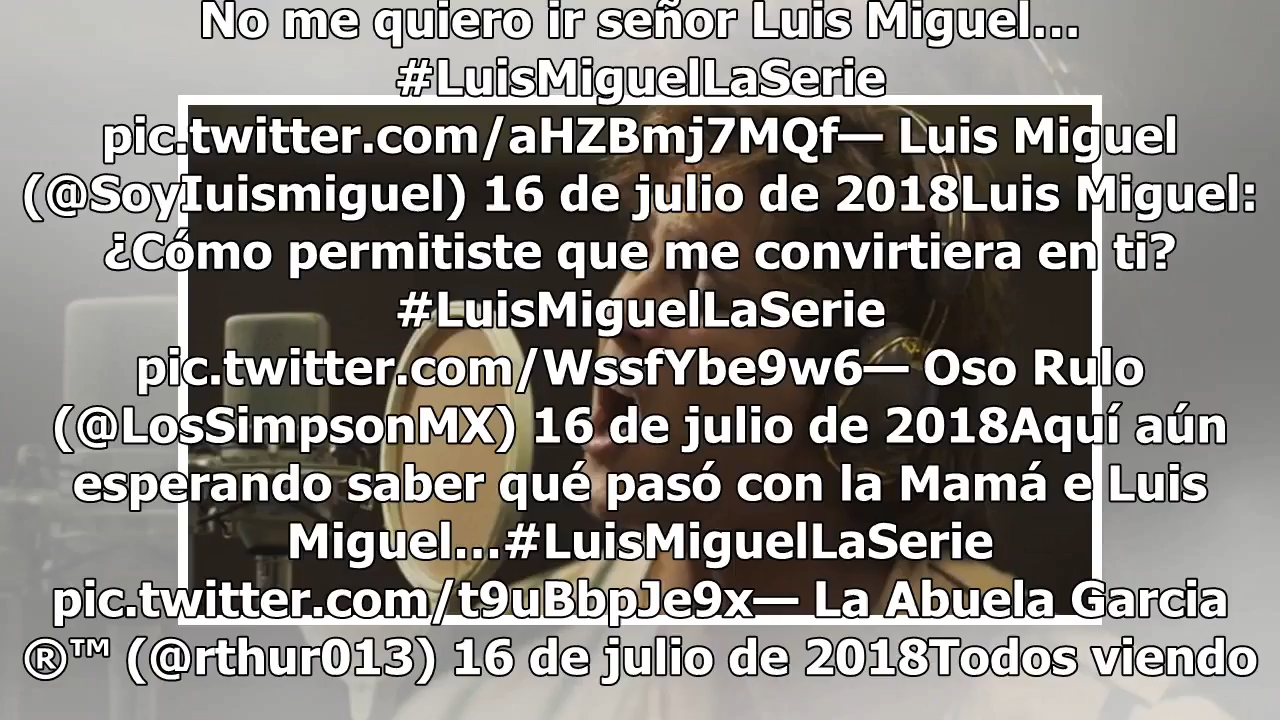 No me quiero ir señor Luis Miguel...
#LuisMiguelLaSerie
pic.twitter.com/aHZBmj7MQf— Luis Miguel
(@SoyIuismiguel) 16 de julio de 2018Luis Miguel:
¿Cómo permitiste que me convirtiera en ti?
#LuisMiguelLaSerie
pic.twitter.com/WssfYbe9w6— Oso Rulo
(@LosSimpsonMX) 16 de julio de 2018Aquí aún
esperando saber qué pasó con la Mamá e Luis
Miguel...#LuisMiguelLaSerie
pic.twitter.com/t9uBbpJe9x— La Abuela Garcia
®™ (@rthur013) 16 de julio de 2018Todos viendo